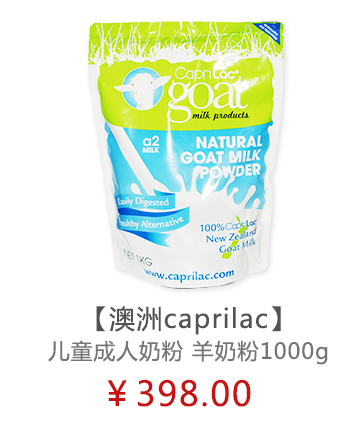 CapriLac
goat
milk products
a2
MILK
NATURAL
GOAT MILK
POWDER
Easily Digested
Healthy Alternative
100% CapriLac
New Zealand
Goat Milk
NET 1KG
www.caprilac.com
【澳洲caprilac】
儿童成人奶粉 羊奶粉1000g
¥ 398.00